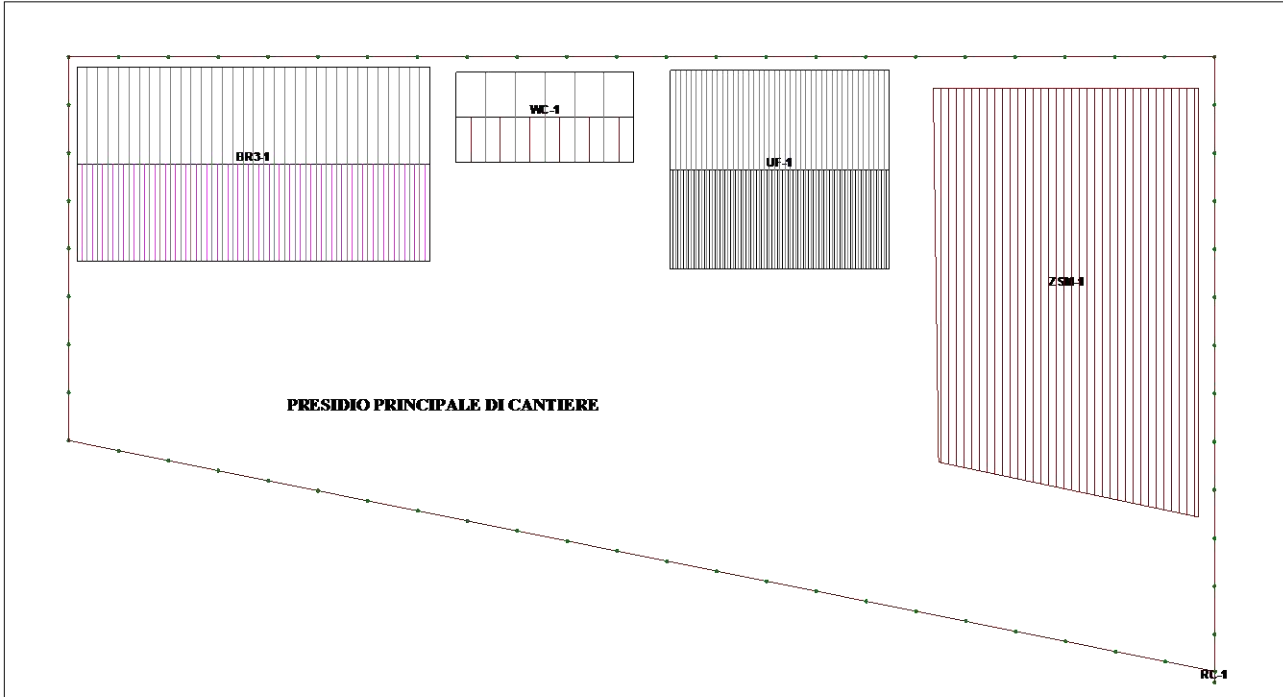 WC-1
BR3-1
UF-1
ZSM-1
PRESIDIO PRINCIPALE DI CANTIERE
RC-1